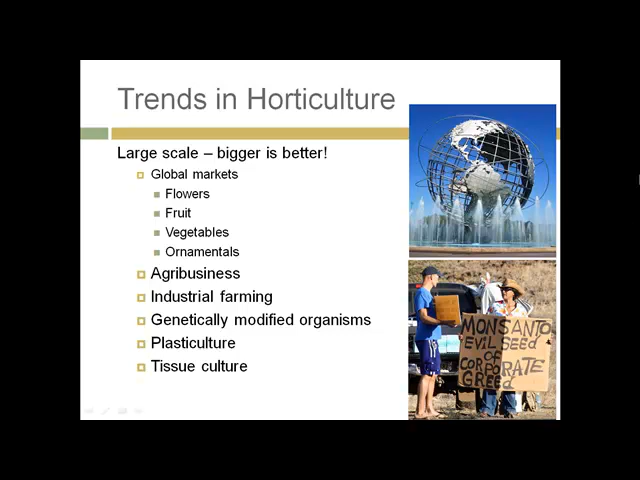 Trends in Horticulture
Large scale – bigger is better!
Global markets
Flowers
Fruit
Vegetables
Ornamentals
Agribusiness
Industrial farming
Genetically modified organisms
Plasticulture
Tissue culture
MONSANTO
EVIL SEED
OF
CORPORATE
GREED